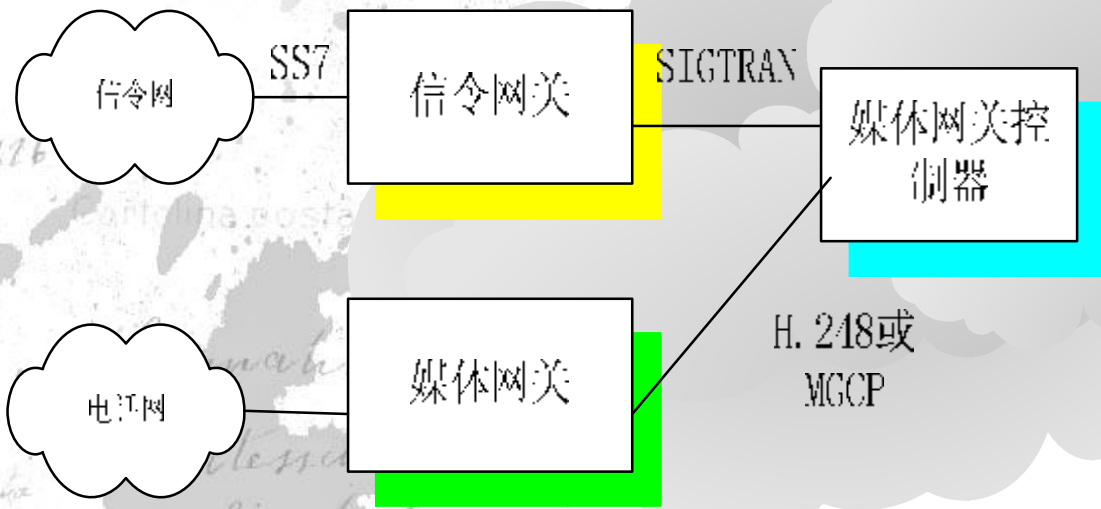 SS7
SIGTRAN
信令网
信令网关
媒体网关控
制器
H.248或
MGCP
媒体网关
电话网